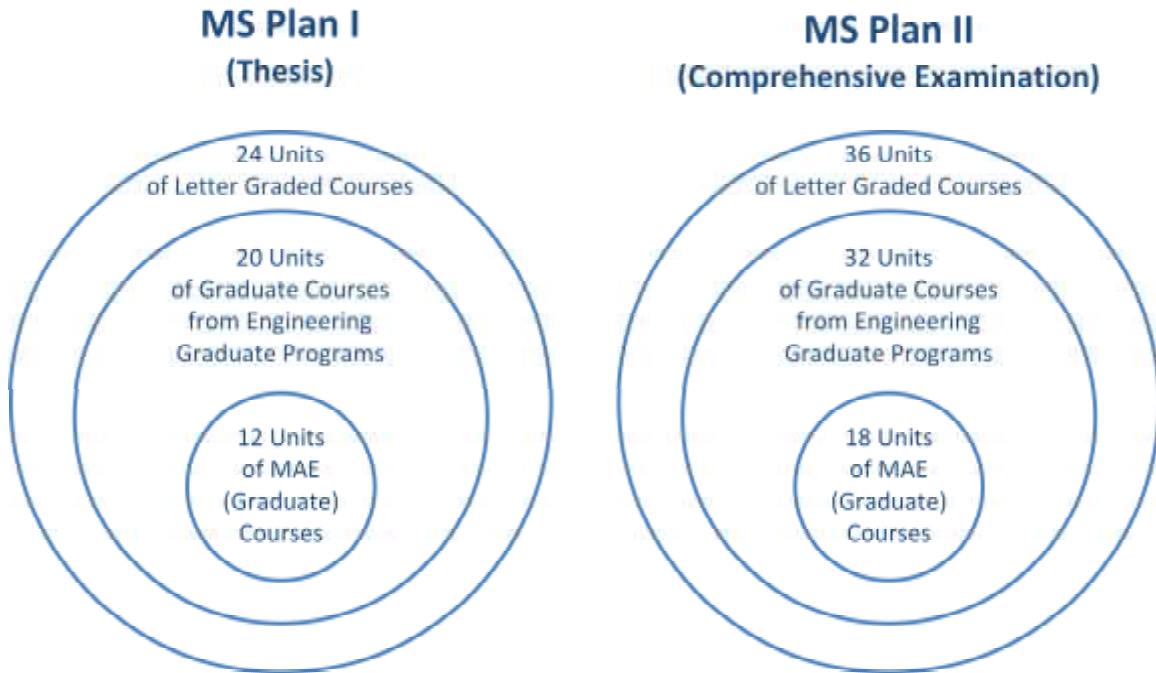 MS Plan I
(Thesis)
24 Units
of Letter Graded Courses
20 Units
of Graduate Courses
from Engineering
Graduate Programs
12 Units
of MAE
(Graduate)
Courses
MS Plan II
(Comprehensive Examination)
36 Units
of Letter Graded Courses
32 Units
of Graduate Courses
from Engineering
Graduate Programs
18 Units
of MAE
(Graduate)
Courses